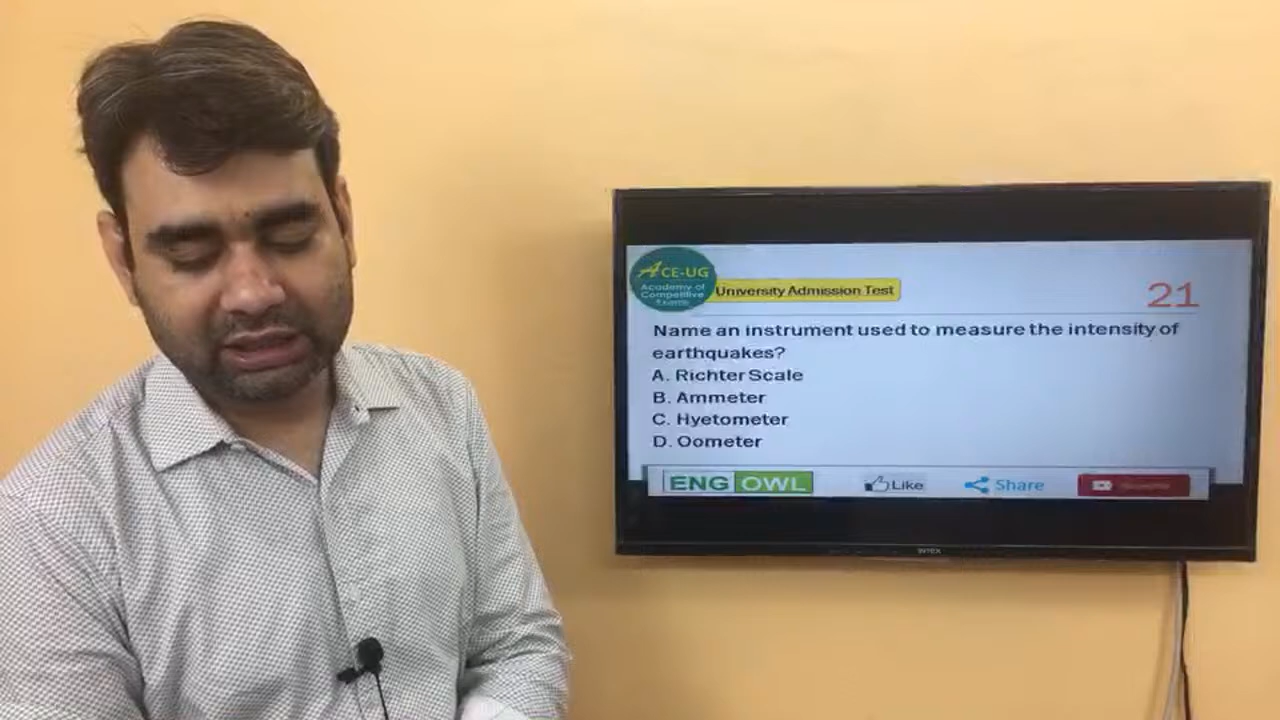 ACE-UG
Academy of
Competitive
Exams
University Admission Test
21
Name an instrument used to measure the intensity of
earthquakes?
A. Richter Scale
B. Ammeter
C. Hyetometer
D. Oometer
ENG OWL
Like
Share
INTEX